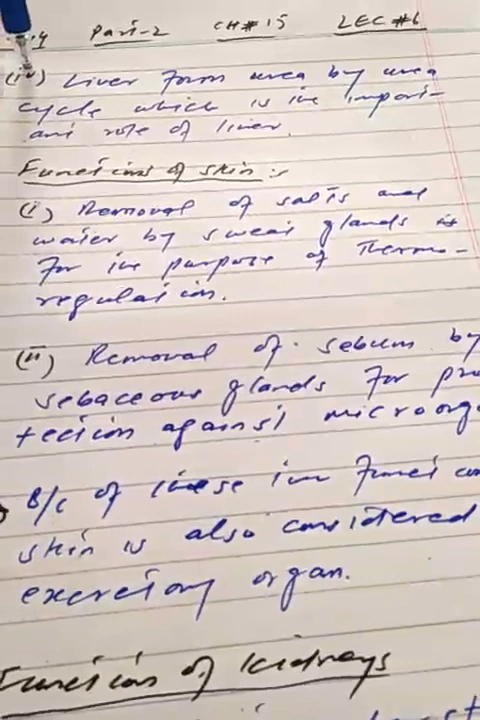 Part-2 CH#15 LEC#6
(iv) Liver form urea by urea
cycle which is the import-
ant role of liver.
Functions of skin :
(i) Removal of salts and
water by sweat glands is
for the purpose of Thermo-
regulation.
(ii) Removal of sebum by
sebaceous glands for pro
tection against microorg
B/c of these two funct on
skin is also considered
excretory organ.
Function of kidneys